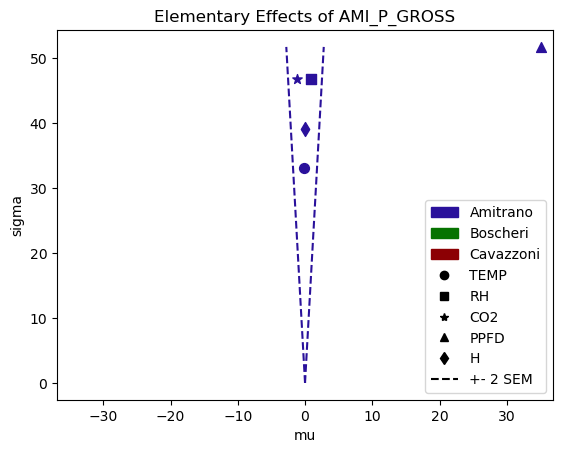 Elementary Effects of AMI_P_GROSS
sigma
50
40
30
20
10
0
Amitrano
Boscheri
Cavazzoni
TEMP
RH
CO2
PPFD
H
+- 2 SEM
−30 −20 −10 0 10 20 30
mu